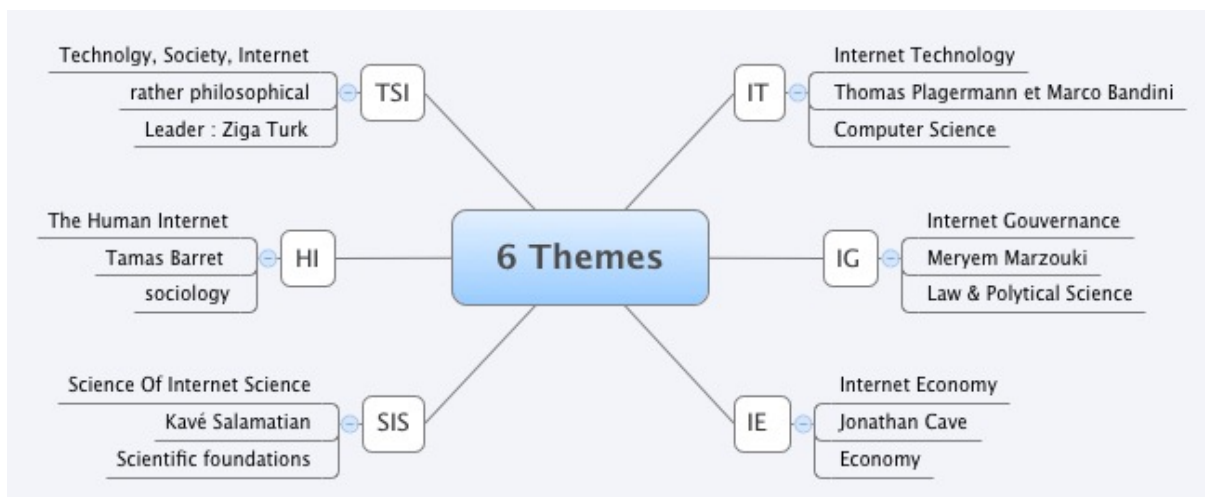 6 Themes
TSI
Technolgy, Society, Internet
rather philosophical
Leader : Ziga Turk
HI
The Human Internet
Tamas Barret
sociology
SIS
Science Of Internet Science
Kavé Salamatian
Scientific foundations
IT
Internet Technology
Thomas Plagermann et Marco Bandini
Computer Science
IG
Internet Gouvernance
Meryem Marzouki
Law & Polytical Science
IE
Internet Economy
Jonathan Cave
Economy